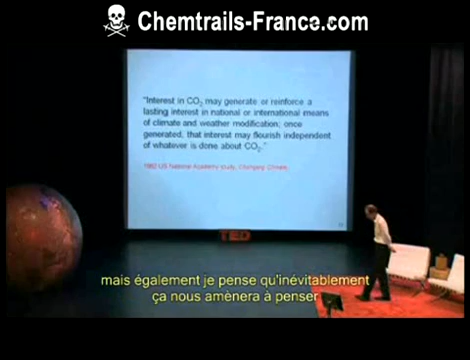 Chemtrails-France.com
"Interest in CO2 may generate or reinforce a
lasting interest in national or international means
of climate and weather modification; once
generated, that interest may flourish independent
of whatever is done about CO2."
1982 US National Academy study, Changing Climate.
TED
mais également je pense qu'inévitablement
ça nous amènera à penser